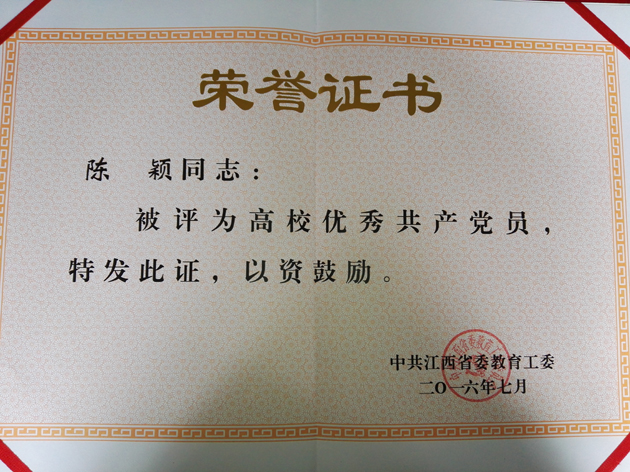 荣誉证书
陈 颖同志：
被评为高校优秀共产党员，
特发此证，以资鼓励。
中共江西省委教育工委
二〇一六年七月